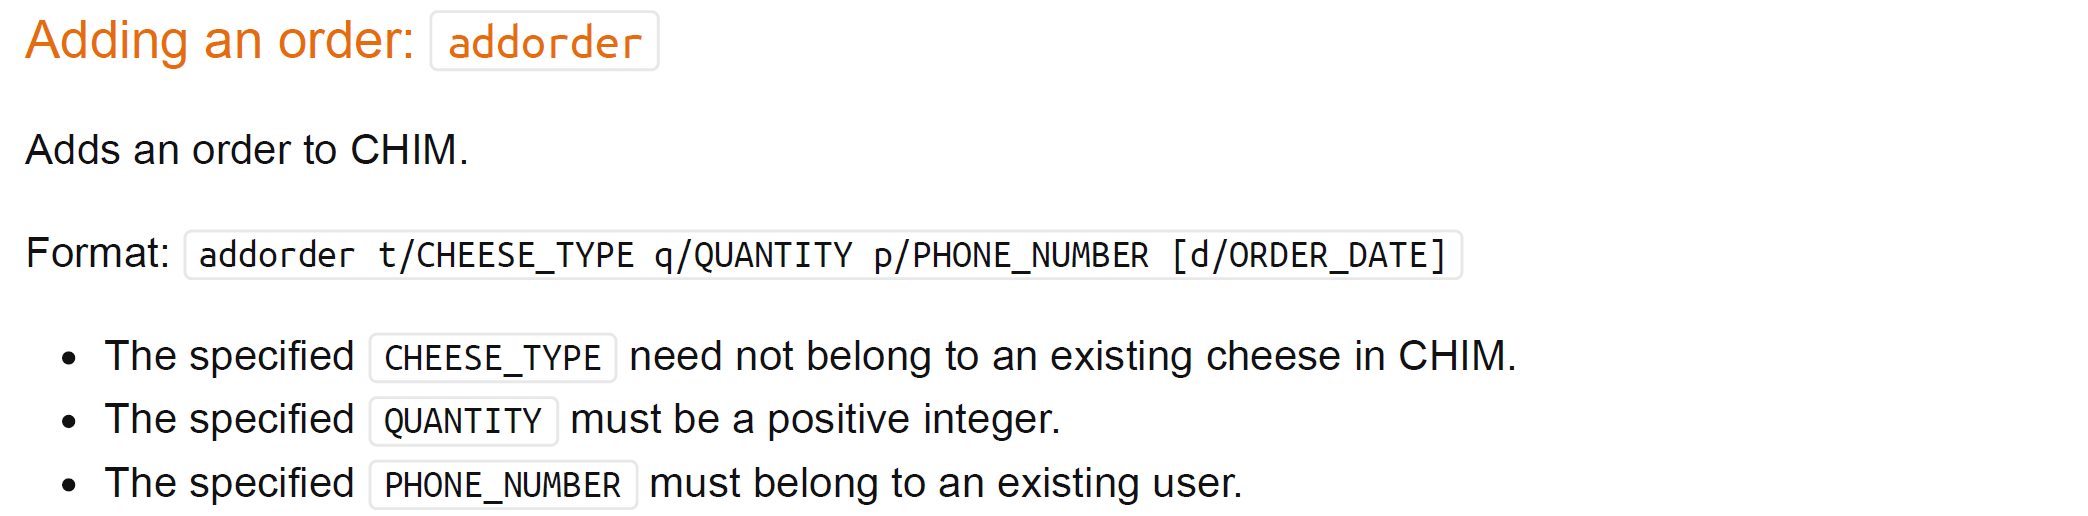 Adding an order: addorder
Adds an order to CHIM.
Format: addorder t/CHEESE_TYPE q/QUANTITY p/PHONE_NUMBER [d/ORDER_DATE]
• The specified CHEESE_TYPE need not belong to an existing cheese in CHIM.
• The specified QUANTITY must be a positive integer.
• The specified PHONE_NUMBER must belong to an existing user.